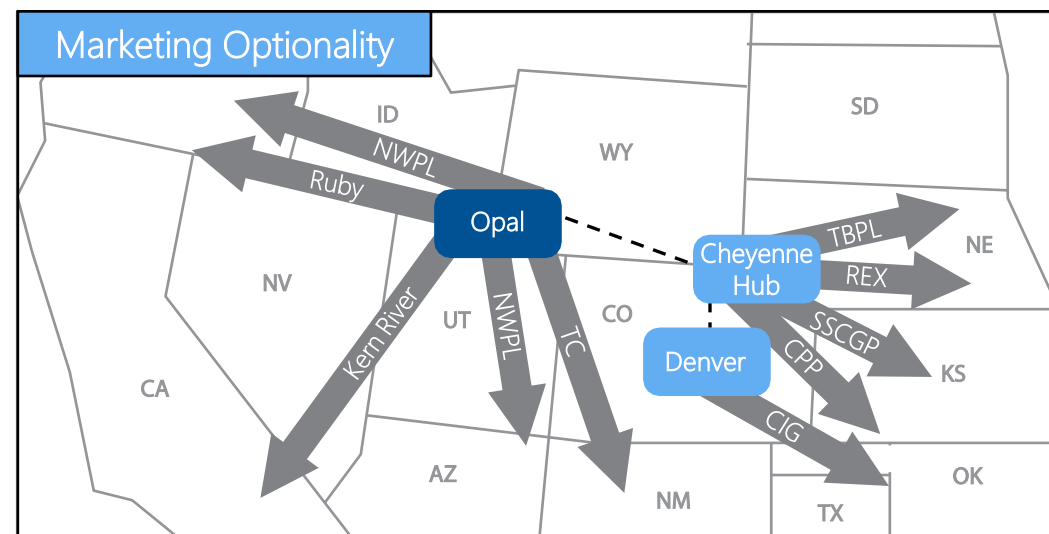 Marketing Optionality
ID
SD
WY
NWPL
Ruby
Opal
TBPL
NE
Cheyenne
Hub
REX
NV
Kern River
UT
NWPL
TC
CO
SSCGP
CPP
Denver
KS
CA
CIG
AZ
NM
OK
TX